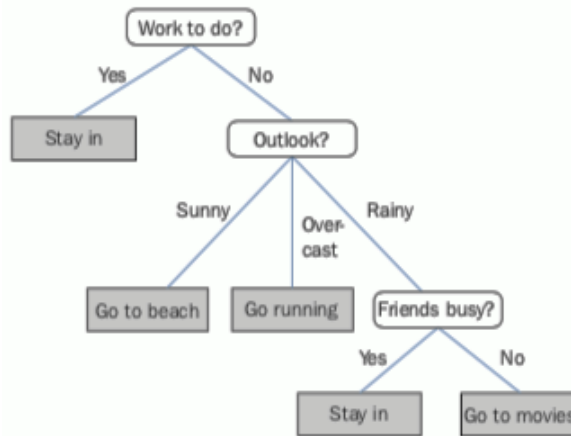 Work to do?
Yes
No
Stay in
Outlook?
Sunny
Over-
cast
Rainy
Go to beach
Go running
Friends busy?
Yes
No
Stay in
Go to movies